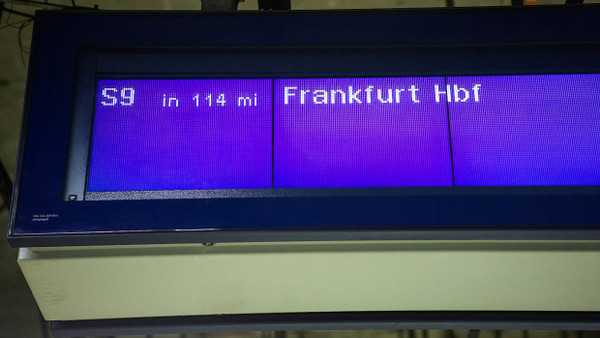 S9 in 114 mi Frankfurt Hbf